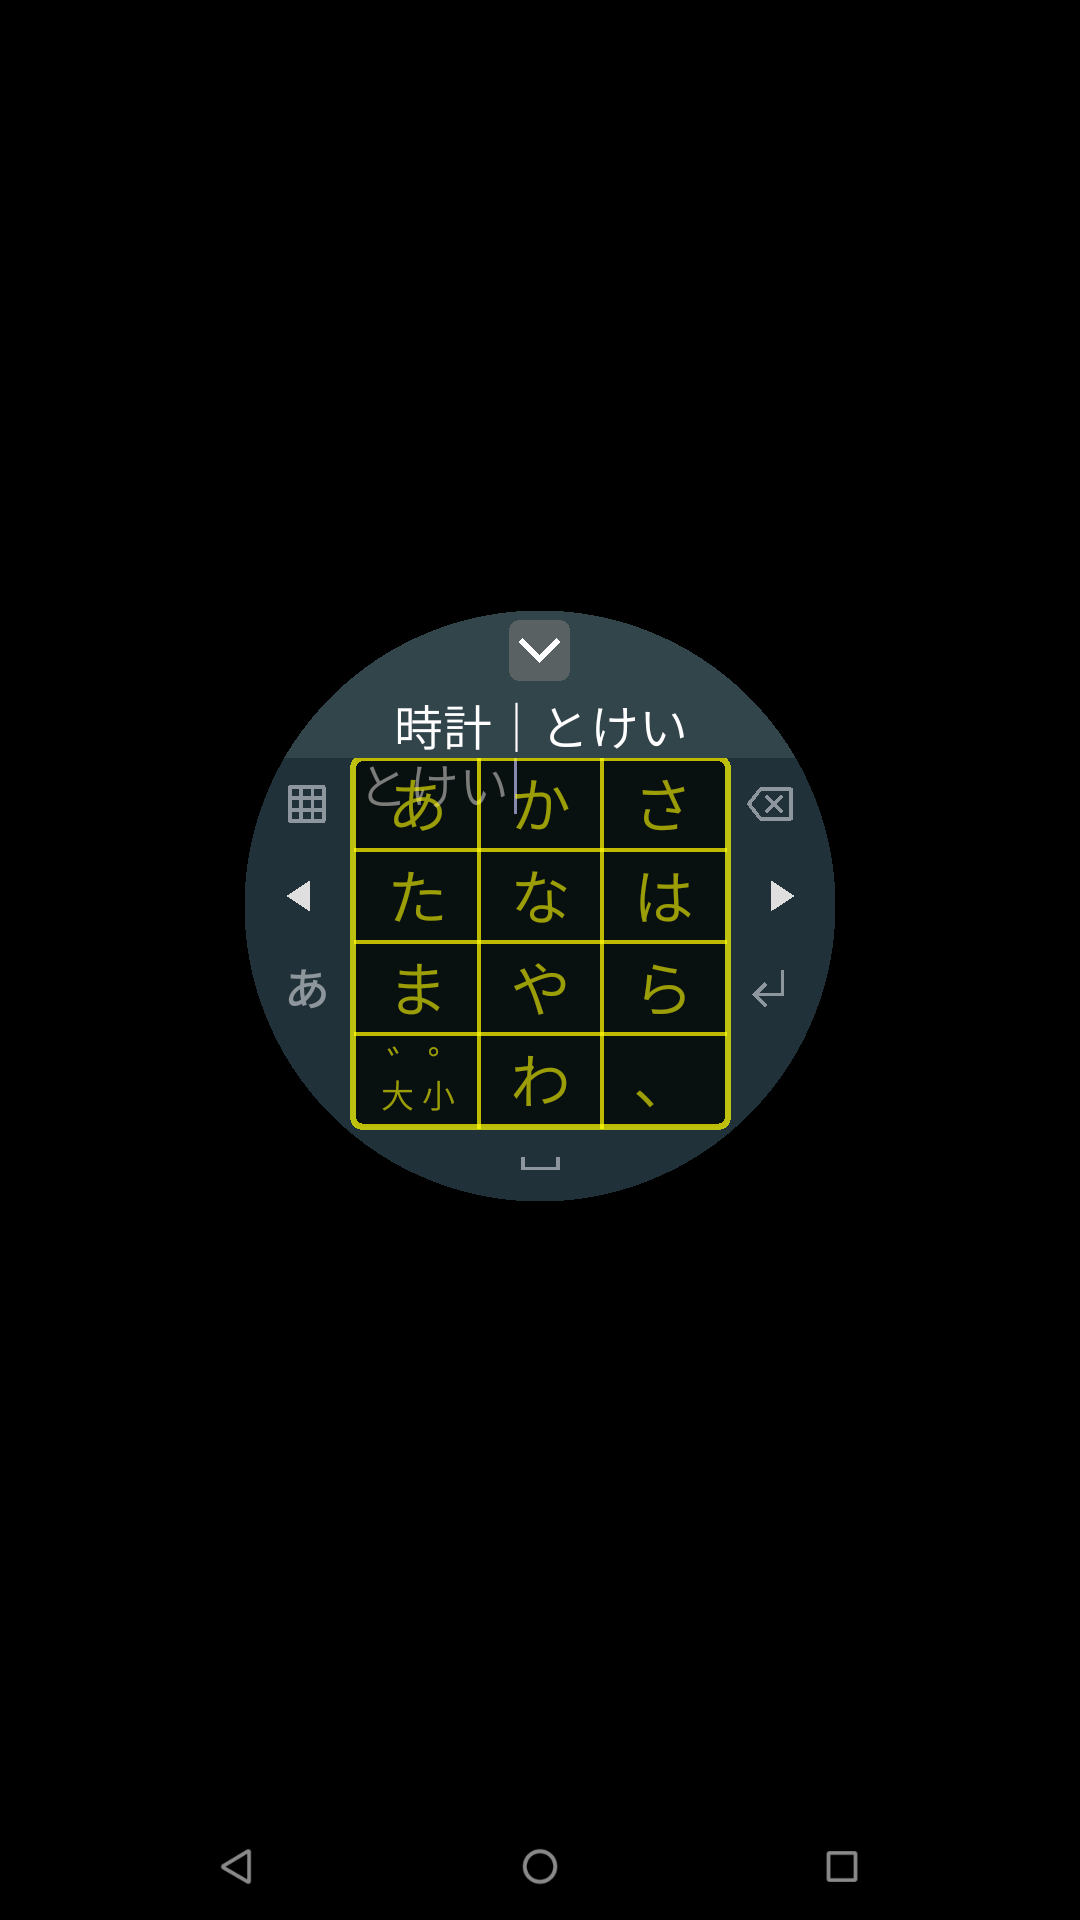 時計｜とけい
とけい
あ か さ
た な は
あ ま や ら
゛ ゜
大 小 わ 、